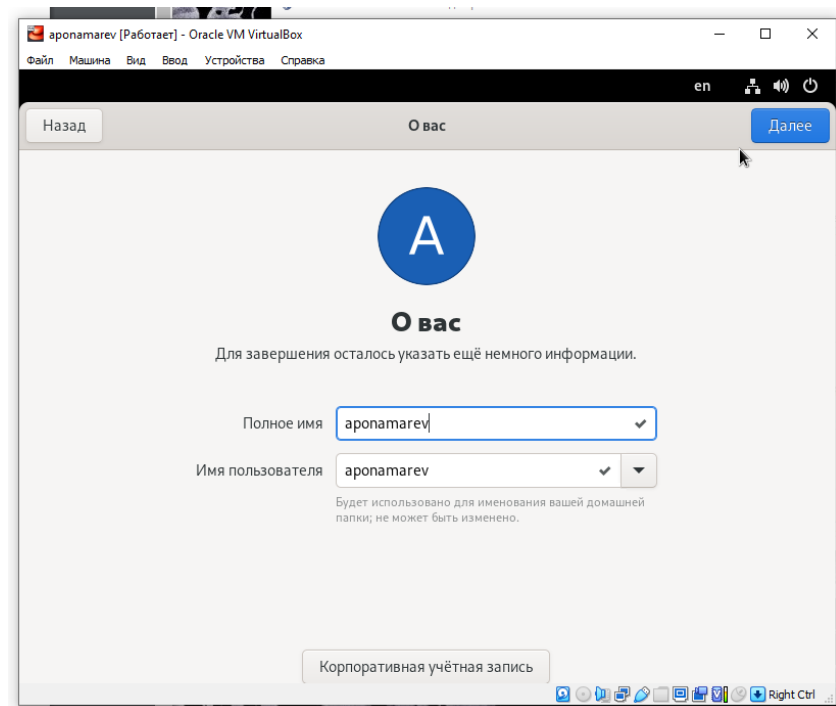 aponamarev [Работает] - Oracle VM VirtualBox
Файл Машина Вид Ввод Устройства Справка
en
Назад О вас Далее
A
О вас
Для завершения осталось указать ещё немного информации.
Полное имя aponamarev
Имя пользователя aponamarev
Будет использовано для именования вашей домашней
папки; не может быть изменено.
Корпоративная учётная запись
Right Ctrl